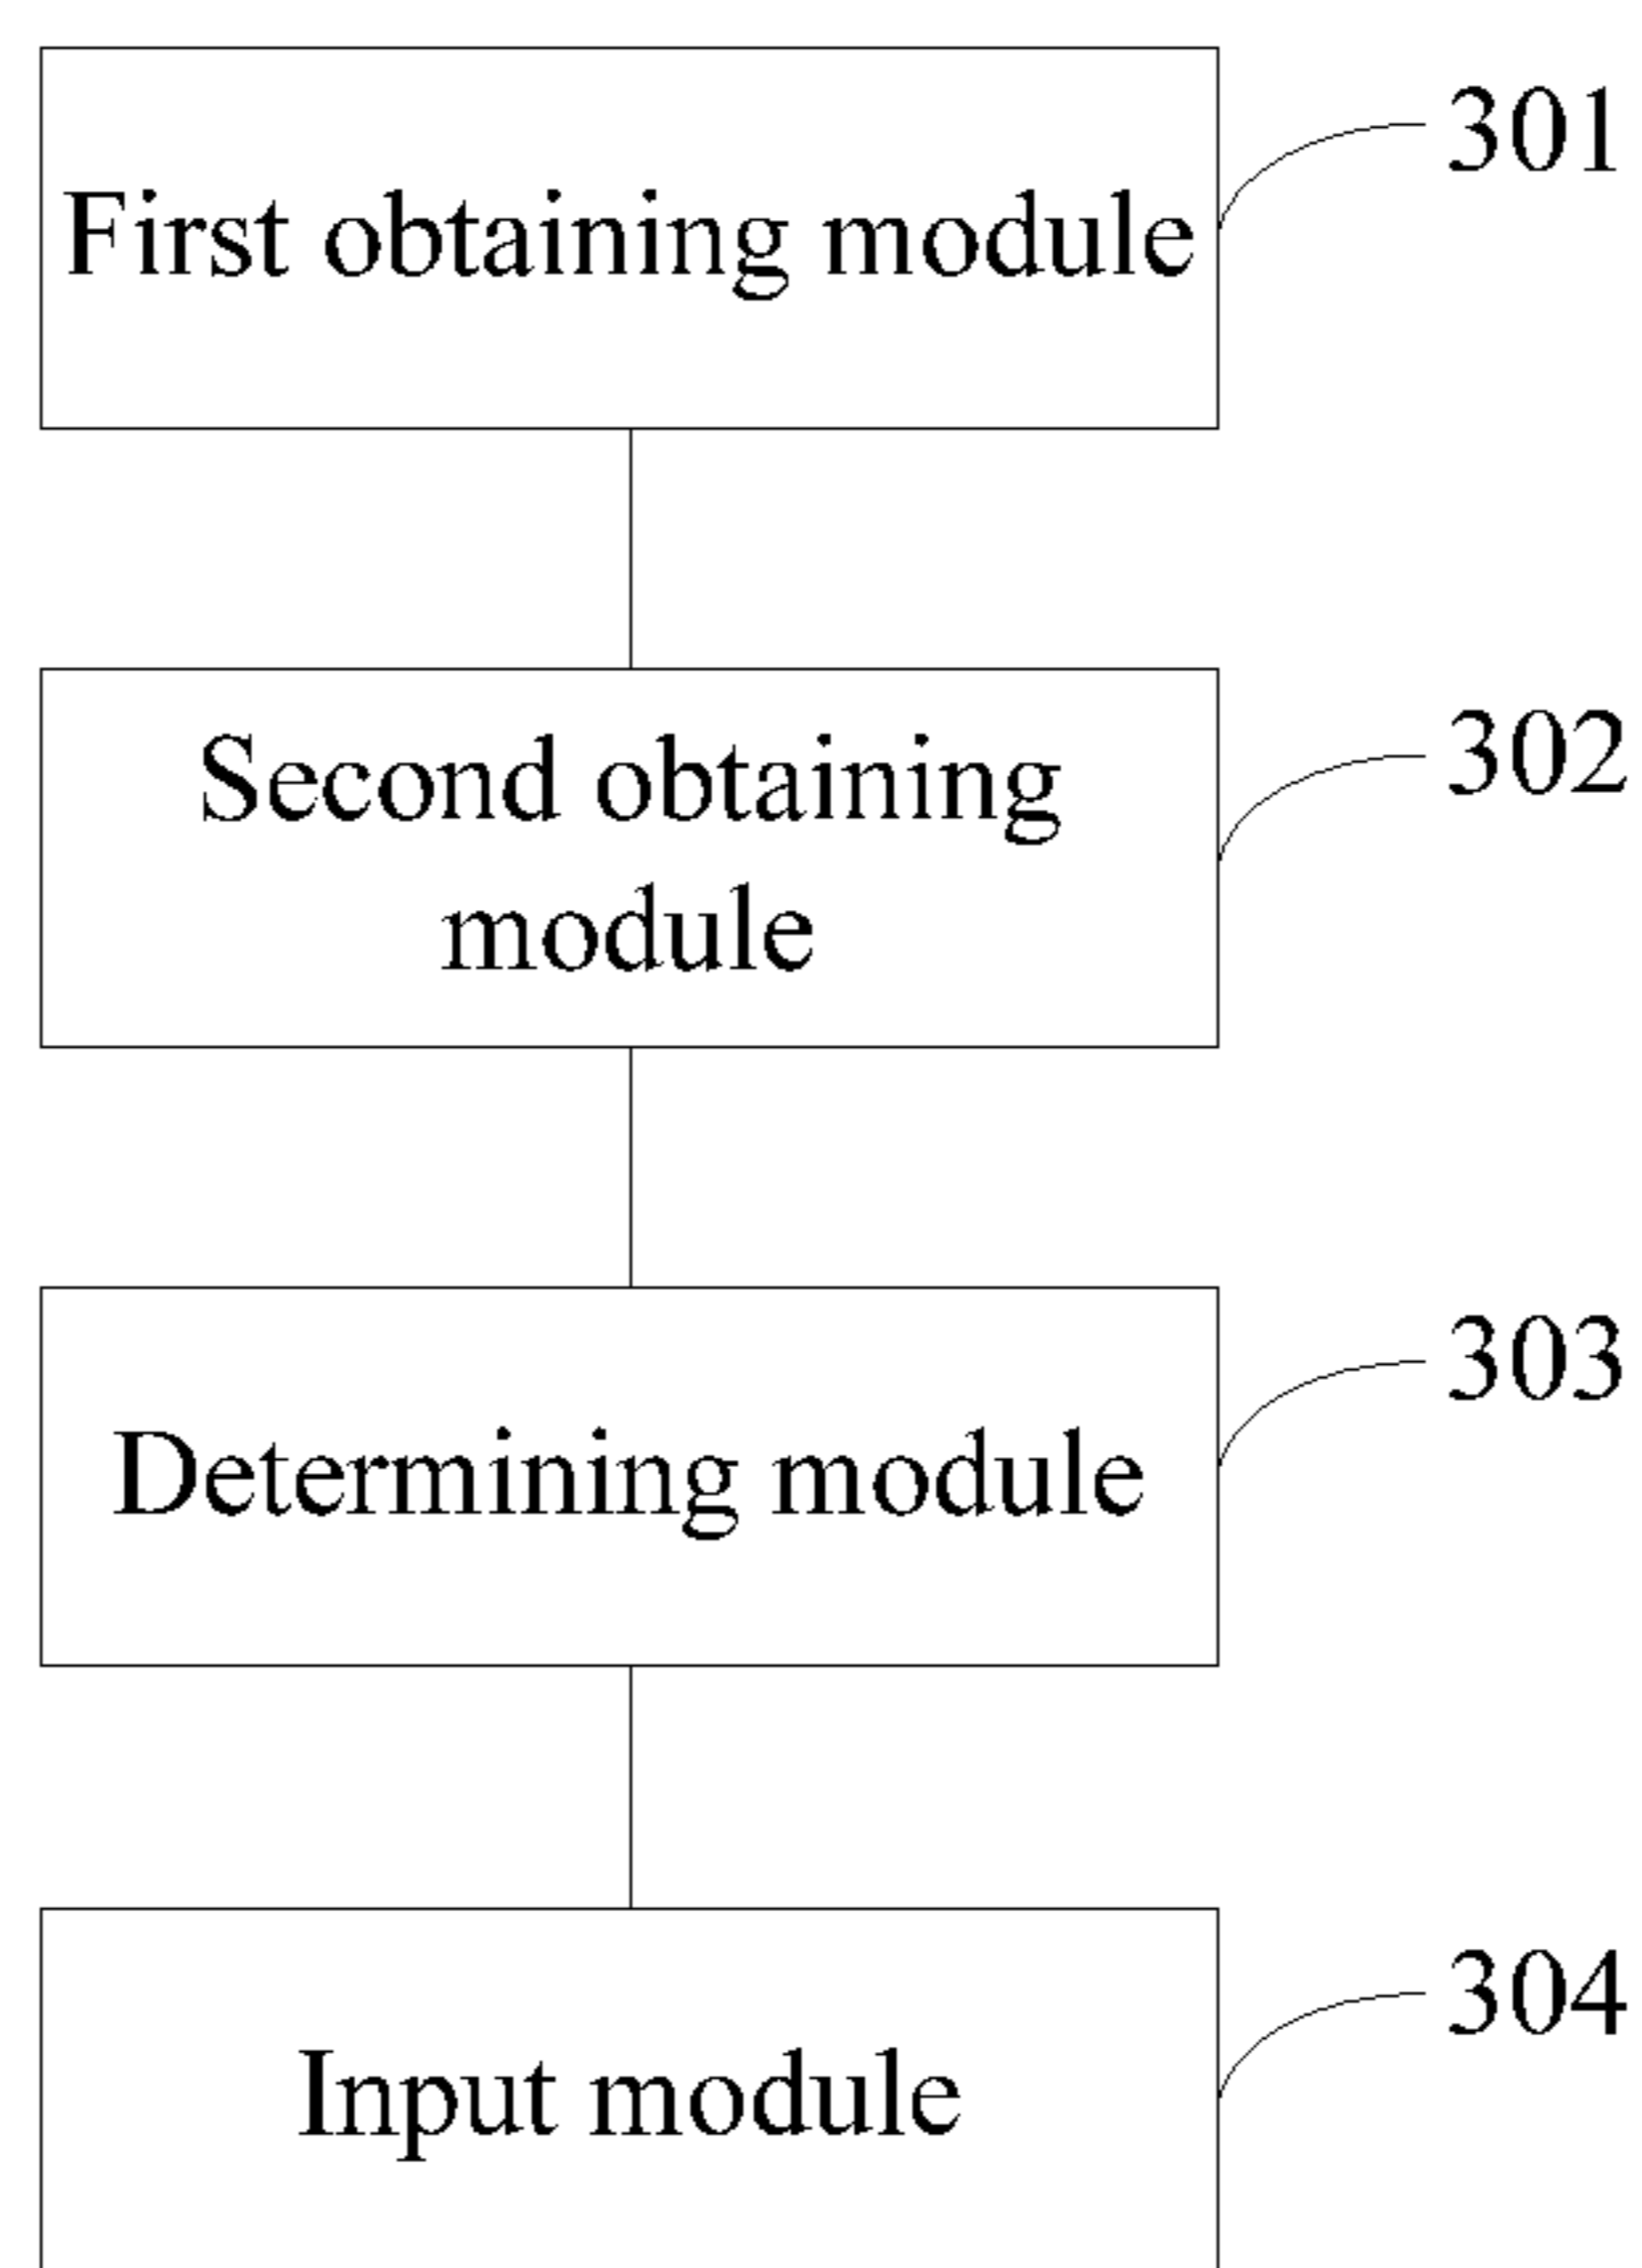 301
First obtaining module
302
Second obtaining
module
303
Determining module
304
Input module